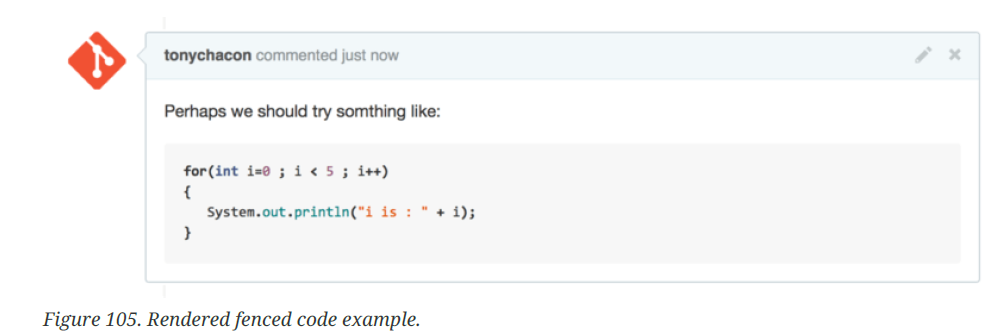 tonychacon commented just now
Perhaps we should try somthing like:
for(int i=0 ; i < 5 ; i++)
{
   System.out.println("i is : " + i);
}
Figure 105. Rendered fenced code example.